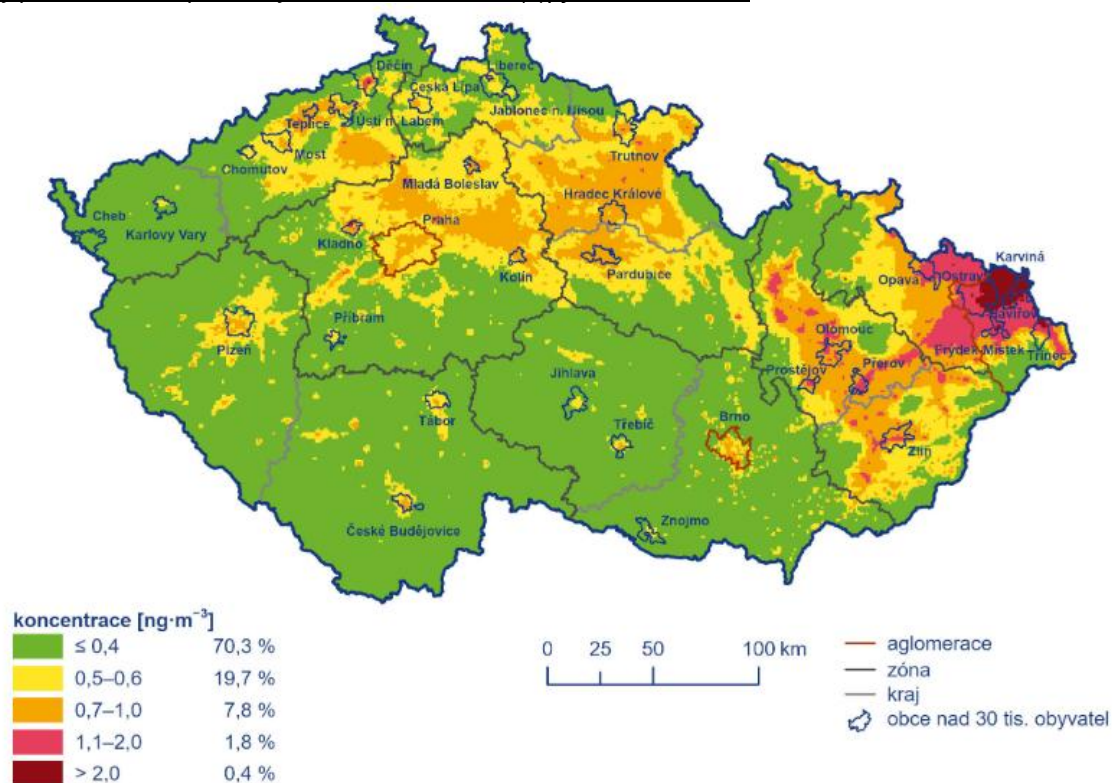 Děčín
iberec
Česká Lípa
Jablonec n. Nisou
Teplice
Ústí n. Labem
Trutnov
Most
Chomutov
Mladá Boleslav
Hradec Králové
Cheb
Karlovy Vary
Praha
Kladno
Kolín
Pardubice
Karviná
Opava
Ostrav
Havířov
Plzeň
Příbram
Olomouc
Frýdek Místek
Třinec
Přerov
Prostějov
Jihlava
Tábor
Třebíč
Brno
Zlín
České Budějovice
Znojmo
koncentrace [ng·m⁻³]
≤ 0,4 70,3 %
0,5–0,6 19,7 %
0,7–1,0 7,8 %
1,1–2,0 1,8 %
> 2,0 0,4 %
0 25 50 100 km
aglomerace
zóna
kraj
obce nad 30 tis. obyvatel